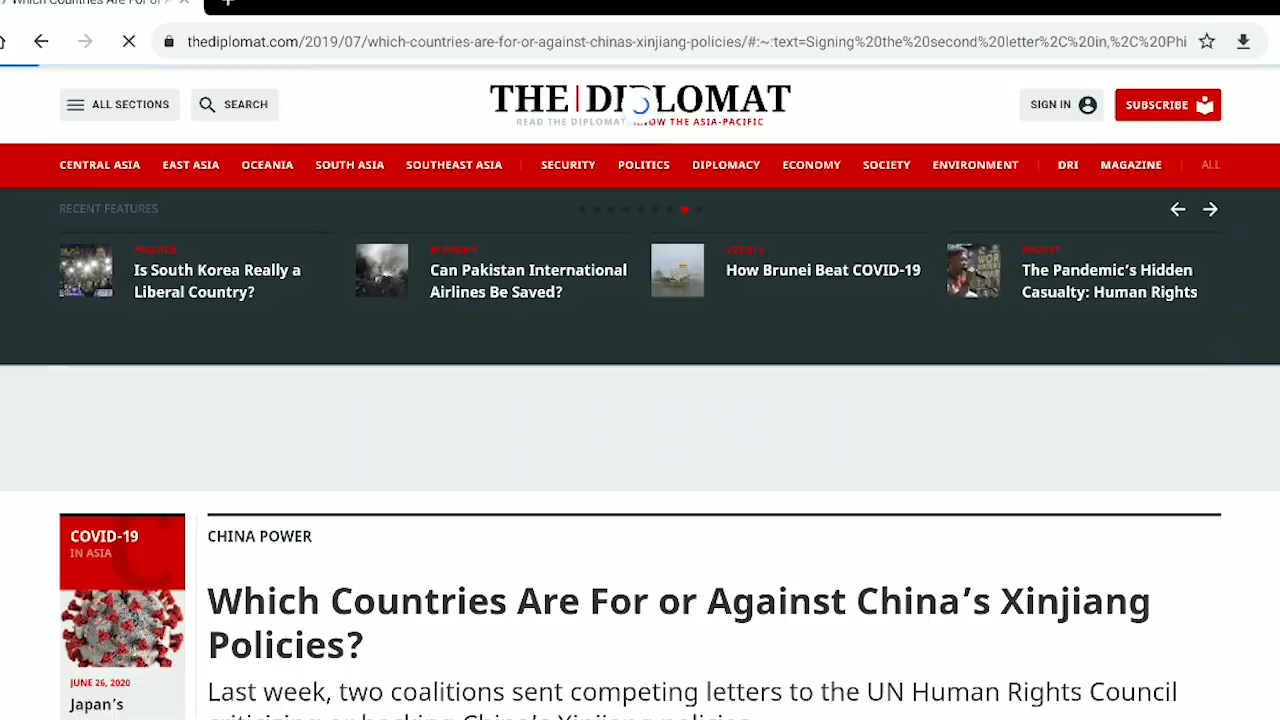 Which Countries Are For or
thediplomat.com/2019/07/which-countries-are-for-or-against-chinas-xinjiang-policies/#:~:text=Signing%20the%20second%20letter%2C%20in,%2C%20Phi
ALL SECTIONS SEARCH
THE DIPLOMAT
READ THE DIPLOMAT, KNOW THE ASIA-PACIFIC
SIGN IN SUBSCRIBE
CENTRAL ASIA EAST ASIA OCEANIA SOUTH ASIA SOUTHEAST ASIA SECURITY POLITICS DIPLOMACY ECONOMY SOCIETY ENVIRONMENT DRI MAGAZINE ALL
RECENT FEATURES
POLITICS
Is South Korea Really a
Liberal Country?
ECONOMY
Can Pakistan International
Airlines Be Saved?
SOCIETY
How Brunei Beat COVID-19
SOCIETY
The Pandemic's Hidden
Casualty: Human Rights
COVID-19
IN ASIA
JUNE 26, 2020
Japan's
CHINA POWER
Which Countries Are For or Against China's Xinjiang
Policies?
Last week, two coalitions sent competing letters to the UN Human Rights Council
criticizing or backing China's Xinjiang policies.